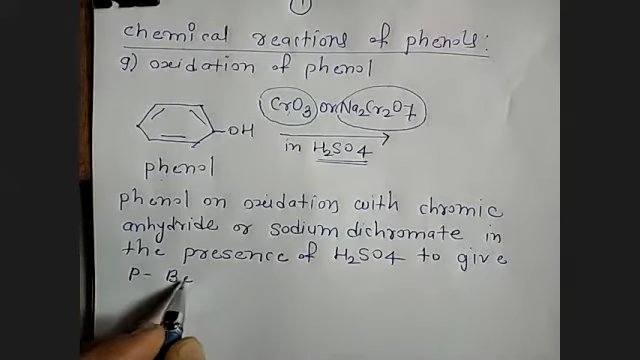 1
chemical reactions of phenols:
9) oxidation of phenol
CrO3 or Na2Cr2O7
OH
in H2SO4
phenol
phenol on oxidation with chromic
anhydride or sodium dichromate in
the presence of H2SO4 to give
P- Be